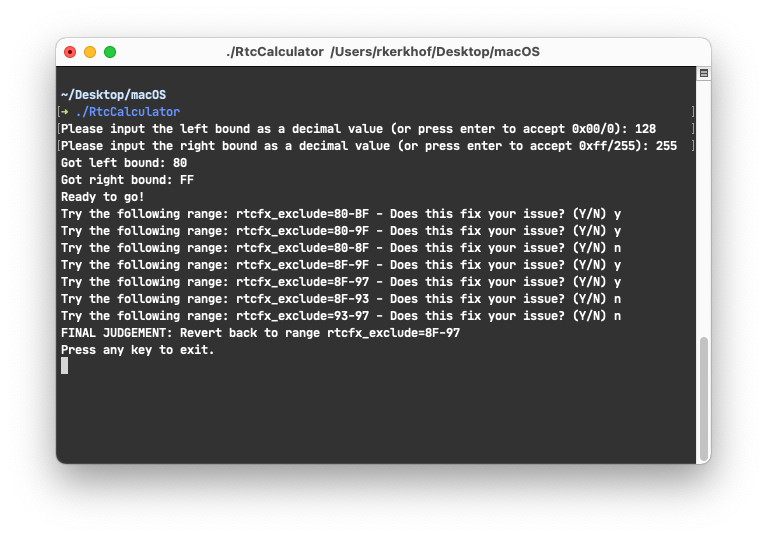 ./RtcCalculator /Users/rkerkhof/Desktop/macOS
~/Desktop/macOS
[➜ ./RtcCalculator ]
[Please input the left bound as a decimal value (or press enter to accept 0x00/0): 128 ]
[Please input the right bound as a decimal value (or press enter to accept 0xff/255): 255 ]
Got left bound: 80
Got right bound: FF
Ready to go!
Try the following range: rtcfx_exclude=80-BF - Does this fix your issue? (Y/N) y
Try the following range: rtcfx_exclude=80-9F - Does this fix your issue? (Y/N) y
Try the following range: rtcfx_exclude=80-8F - Does this fix your issue? (Y/N) n
Try the following range: rtcfx_exclude=8F-9F - Does this fix your issue? (Y/N) y
Try the following range: rtcfx_exclude=8F-97 - Does this fix your issue? (Y/N) y
Try the following range: rtcfx_exclude=8F-93 - Does this fix your issue? (Y/N) n
Try the following range: rtcfx_exclude=93-97 - Does this fix your issue? (Y/N) n
FINAL JUDGEMENT: Revert back to range rtcfx_exclude=8F-97
Press any key to exit.